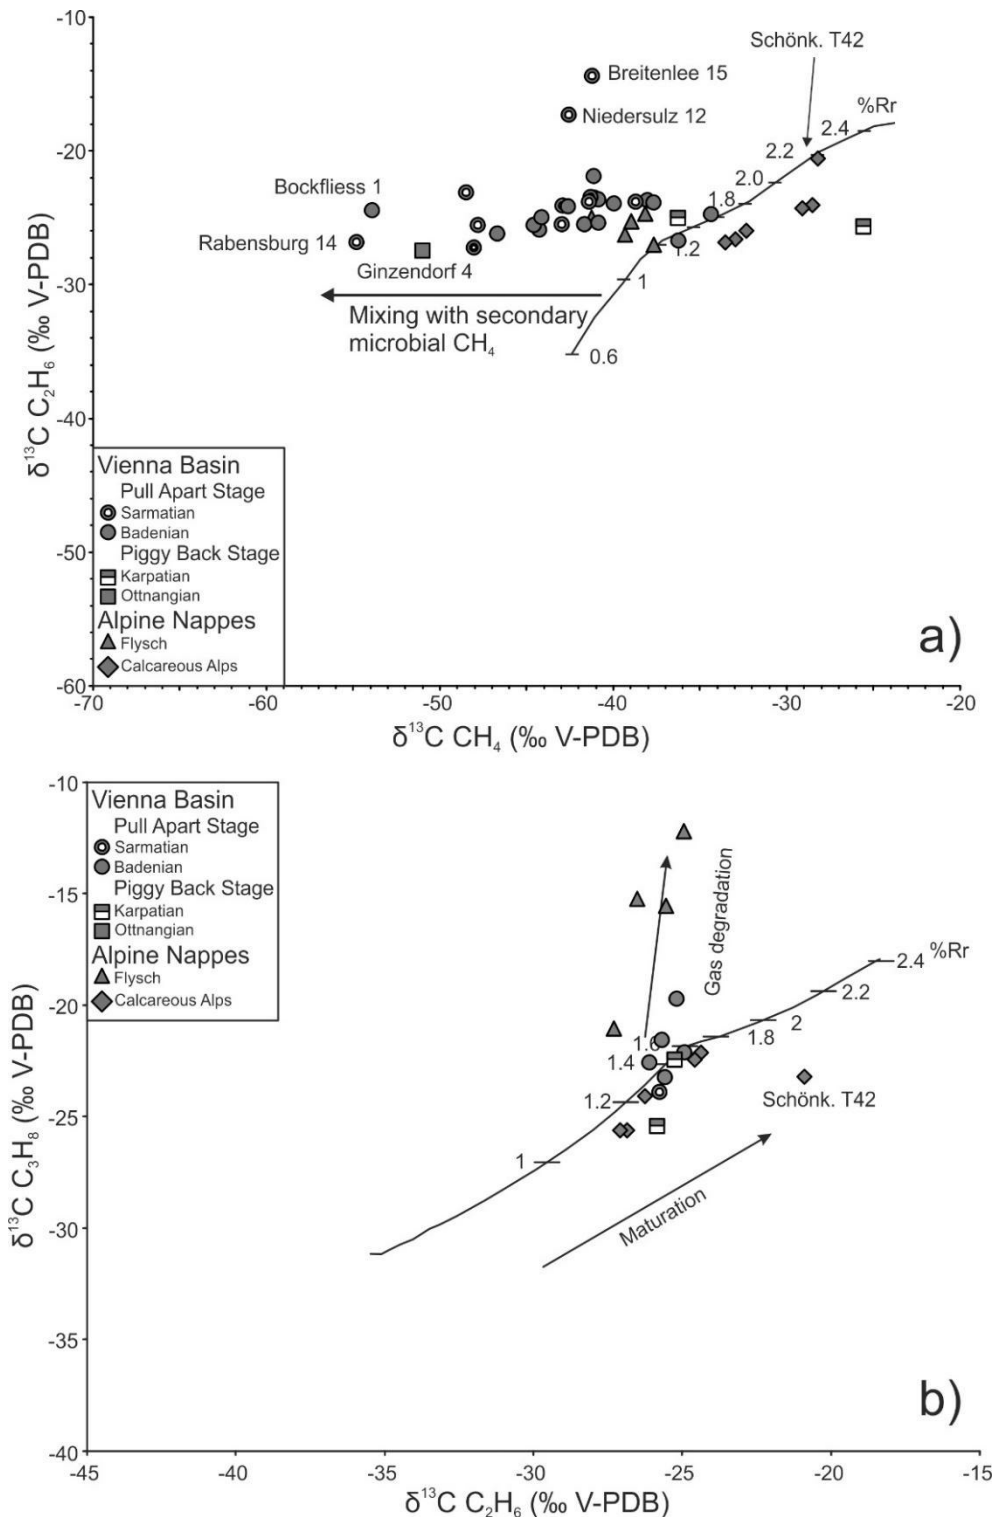 -10
-20
-30
-40
-50
-60
δ¹³C C₂H₆ (‰ V-PDB)
Schönk. T42
Breitenlee 15
Niedersulz 12
%Rr
2.4
2.2
2.0
1.8
1.2
1
0.6
Bockfliess 1
Rabensburg 14
Ginzendorf 4
Mixing with secondary
microbial CH₄
Vienna Basin
Pull Apart Stage
Sarmatian
Badenian
Piggy Back Stage
Karpatian
Ottnangian
Alpine Nappes
Flysch
Calcareous Alps
a)
-70
-60
-50
-40
-30
-20
δ¹³C CH₄ (‰ V-PDB)
-10
-15
-20
-25
-30
-35
-40
δ¹³C C₃H₈ (‰ V-PDB)
Vienna Basin
Pull Apart Stage
Sarmatian
Badenian
Piggy Back Stage
Karpatian
Ottnangian
Alpine Nappes
Flysch
Calcareous Alps
Gas degradation
%Rr
2.4
2.2
2
1.8
1.6
1.4
1.2
1
Schönk. T42
Maturation
b)
-45
-40
-35
-30
-25
-20
-15
δ¹³C C₂H₆ (‰ V-PDB)